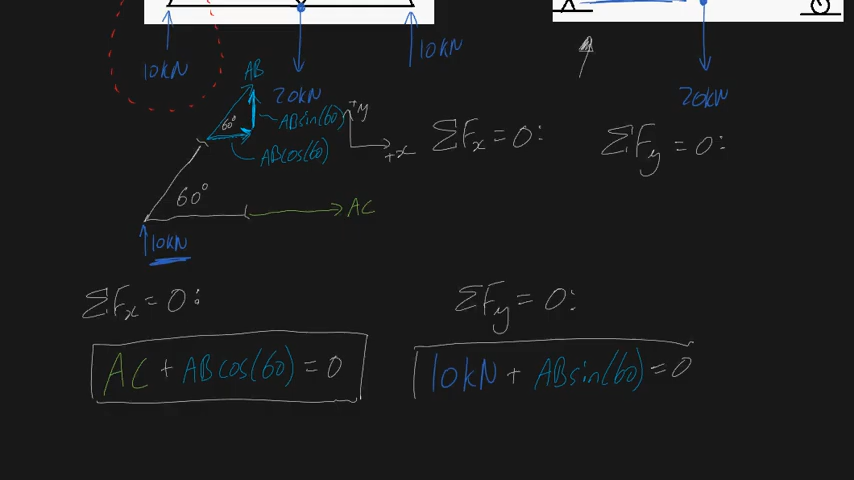 10kN
10kN
20kN
20kN
AB
60°
ABsin(60)
ABcos(60)
+y
+x
ΣFx = 0:
ΣFy = 0:
60°
AC
10kN
ΣFx = 0:
ΣFy = 0:
AC + ABcos(60) = 0
10kN + ABsin(60) = 0